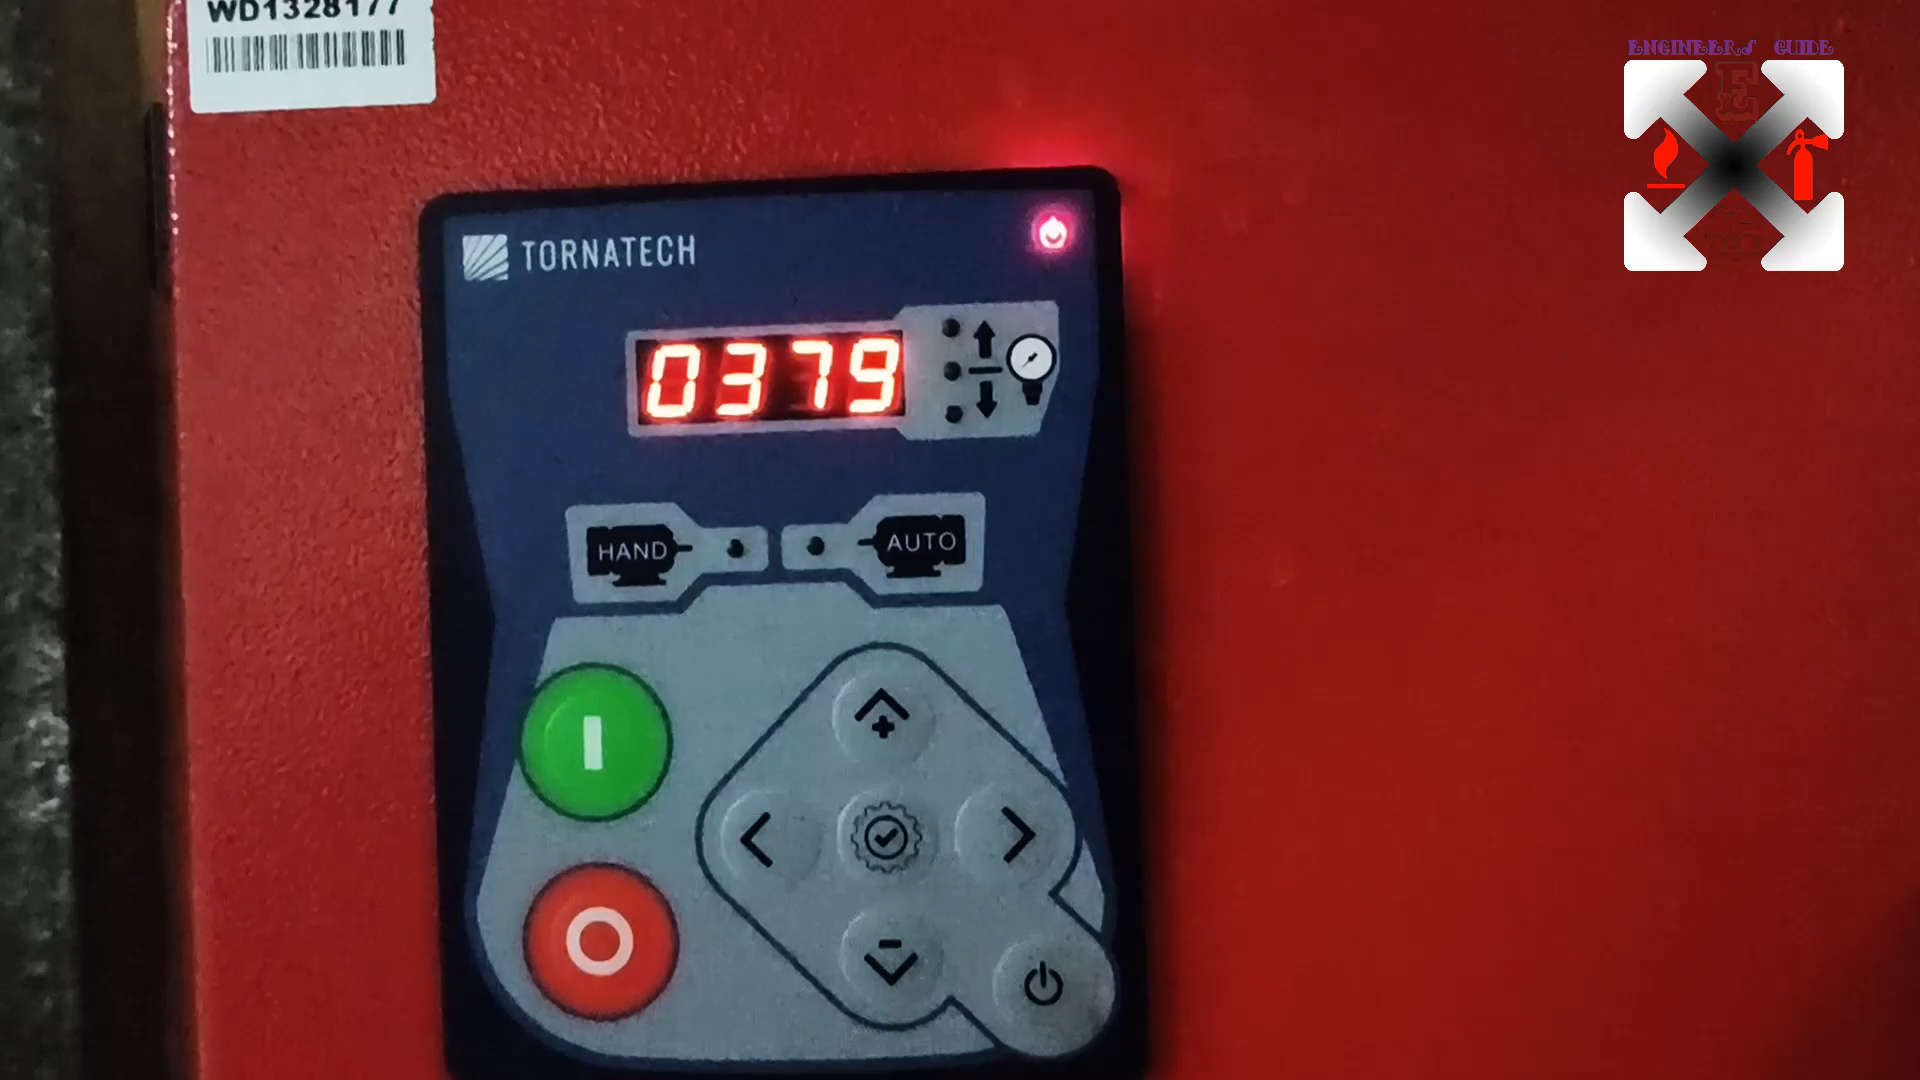 WD1328177
ENGINEERS GUIDE
E
TORNATECH
0379
HAND
AUTO